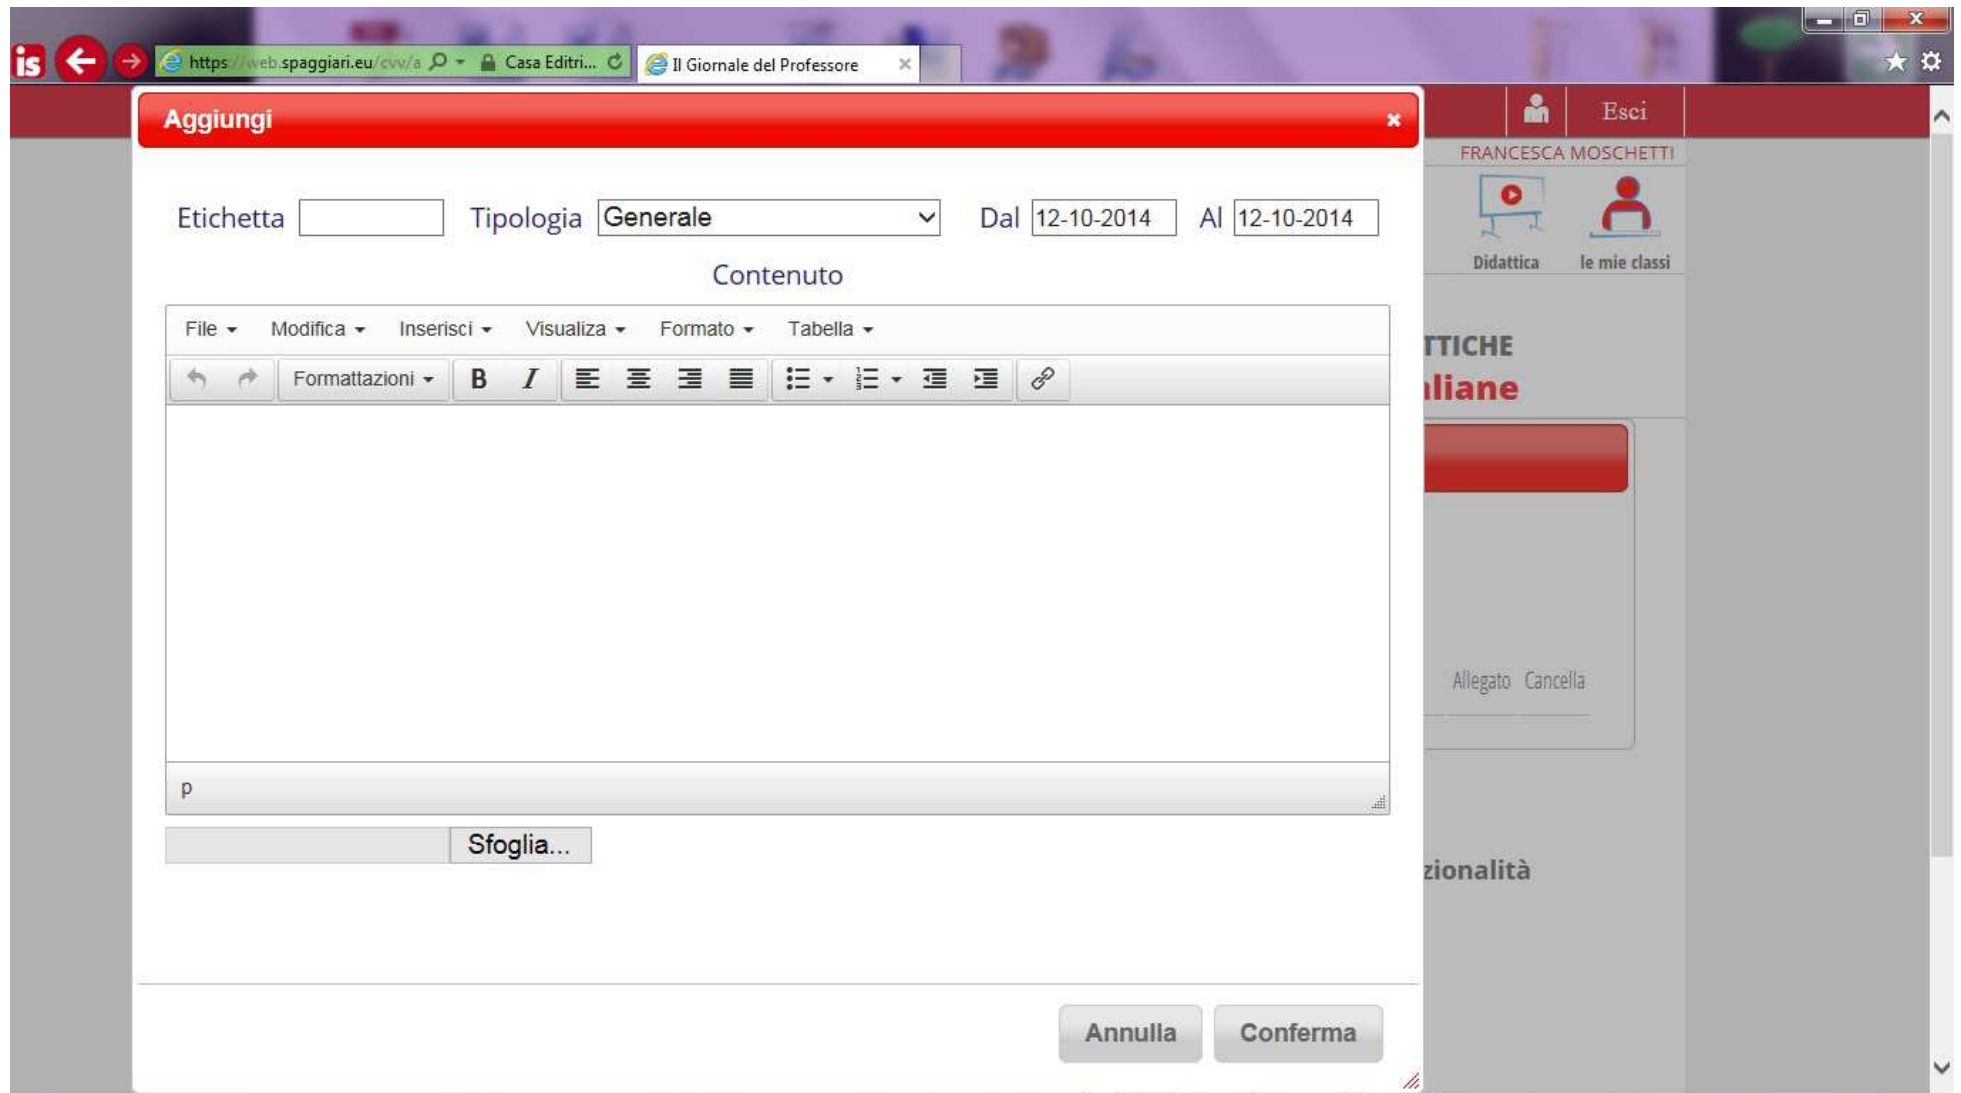 is https://web.spaggiari.eu/cvv/a Casa Editri... Il Giornale del Professore
Aggiungi
Esci
FRANCESCA MOSCHETTI
Etichetta Tipologia Generale Dal 12-10-2014 Al 12-10-2014
Didattica le mie classi
Contenuto
File Modifica Inserisci Visualizza Formato Tabella
TTICHE
Formattazioni B I
liane
Allegato Cancella
p
Sfoglia...
zionalità
Annulla Conferma